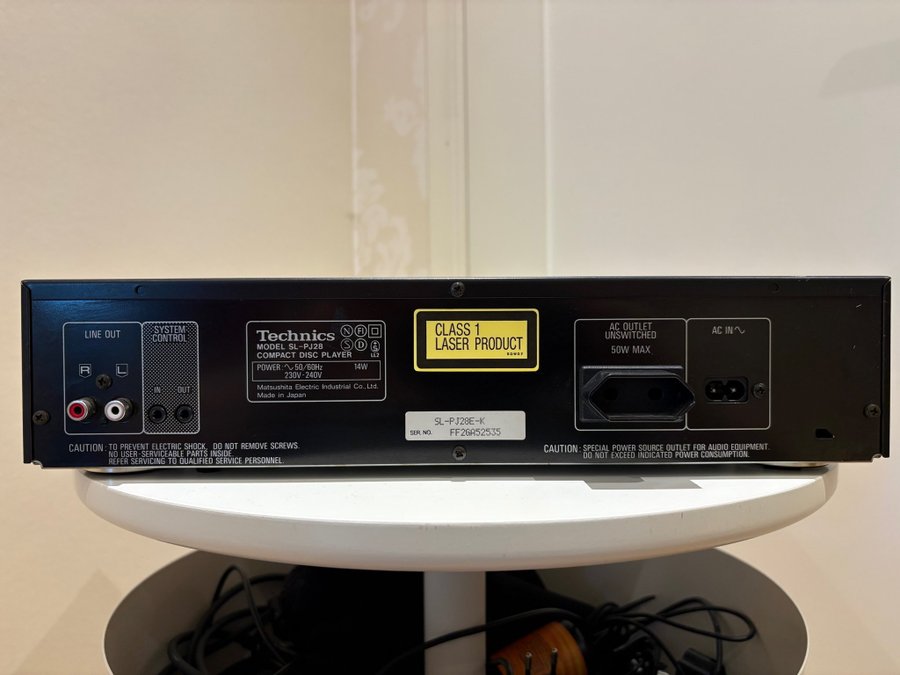 LINE OUT
R L
SYSTEM
CONTROL
IN OUT
Technics
MODEL SL-PJ28
COMPACT DISC PLAYER
N FI
S D
LL2
POWER: 50/60Hz 14W
230V-240V
Matsushita Electric Industrial Co.,Ltd.
Made in Japan
CLASS 1
LASER PRODUCT
SL-PJ28E-K
SER. NO. FF2GA52535
AC OUTLET
UNSWITCHED
50W MAX
AC IN
CAUTION: TO PREVENT ELECTRIC SHOCK, DO NOT REMOVE SCREWS.
NO USER-SERVICEABLE PARTS INSIDE.
REFER SERVICING TO QUALIFIED SERVICE PERSONNEL.
CAUTION: SPECIAL POWER SOURCE OUTLET FOR AUDIO EQUIPMENT.
DO NOT EXCEED INDICATED POWER CONSUMPTION.